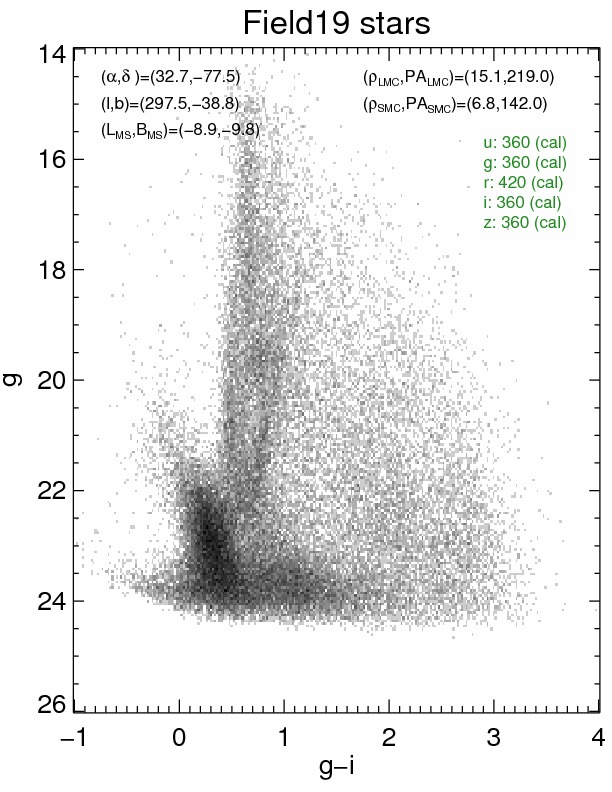 Field19 stars
(α,δ)=(32.7,−77.5)
(ρLMC,PALMC)=(15.1,219.0)
(l,b)=(297.5,−38.8)
(ρSMC,PASMC)=(6.8,142.0)
(LMS,BMS)=(−8.9,−9.8)
u: 360 (cal)
g: 360 (cal)
r: 420 (cal)
i: 360 (cal)
z: 360 (cal)
14
16
18
20
22
24
26
g
−1 0 1 2 3 4
g−i